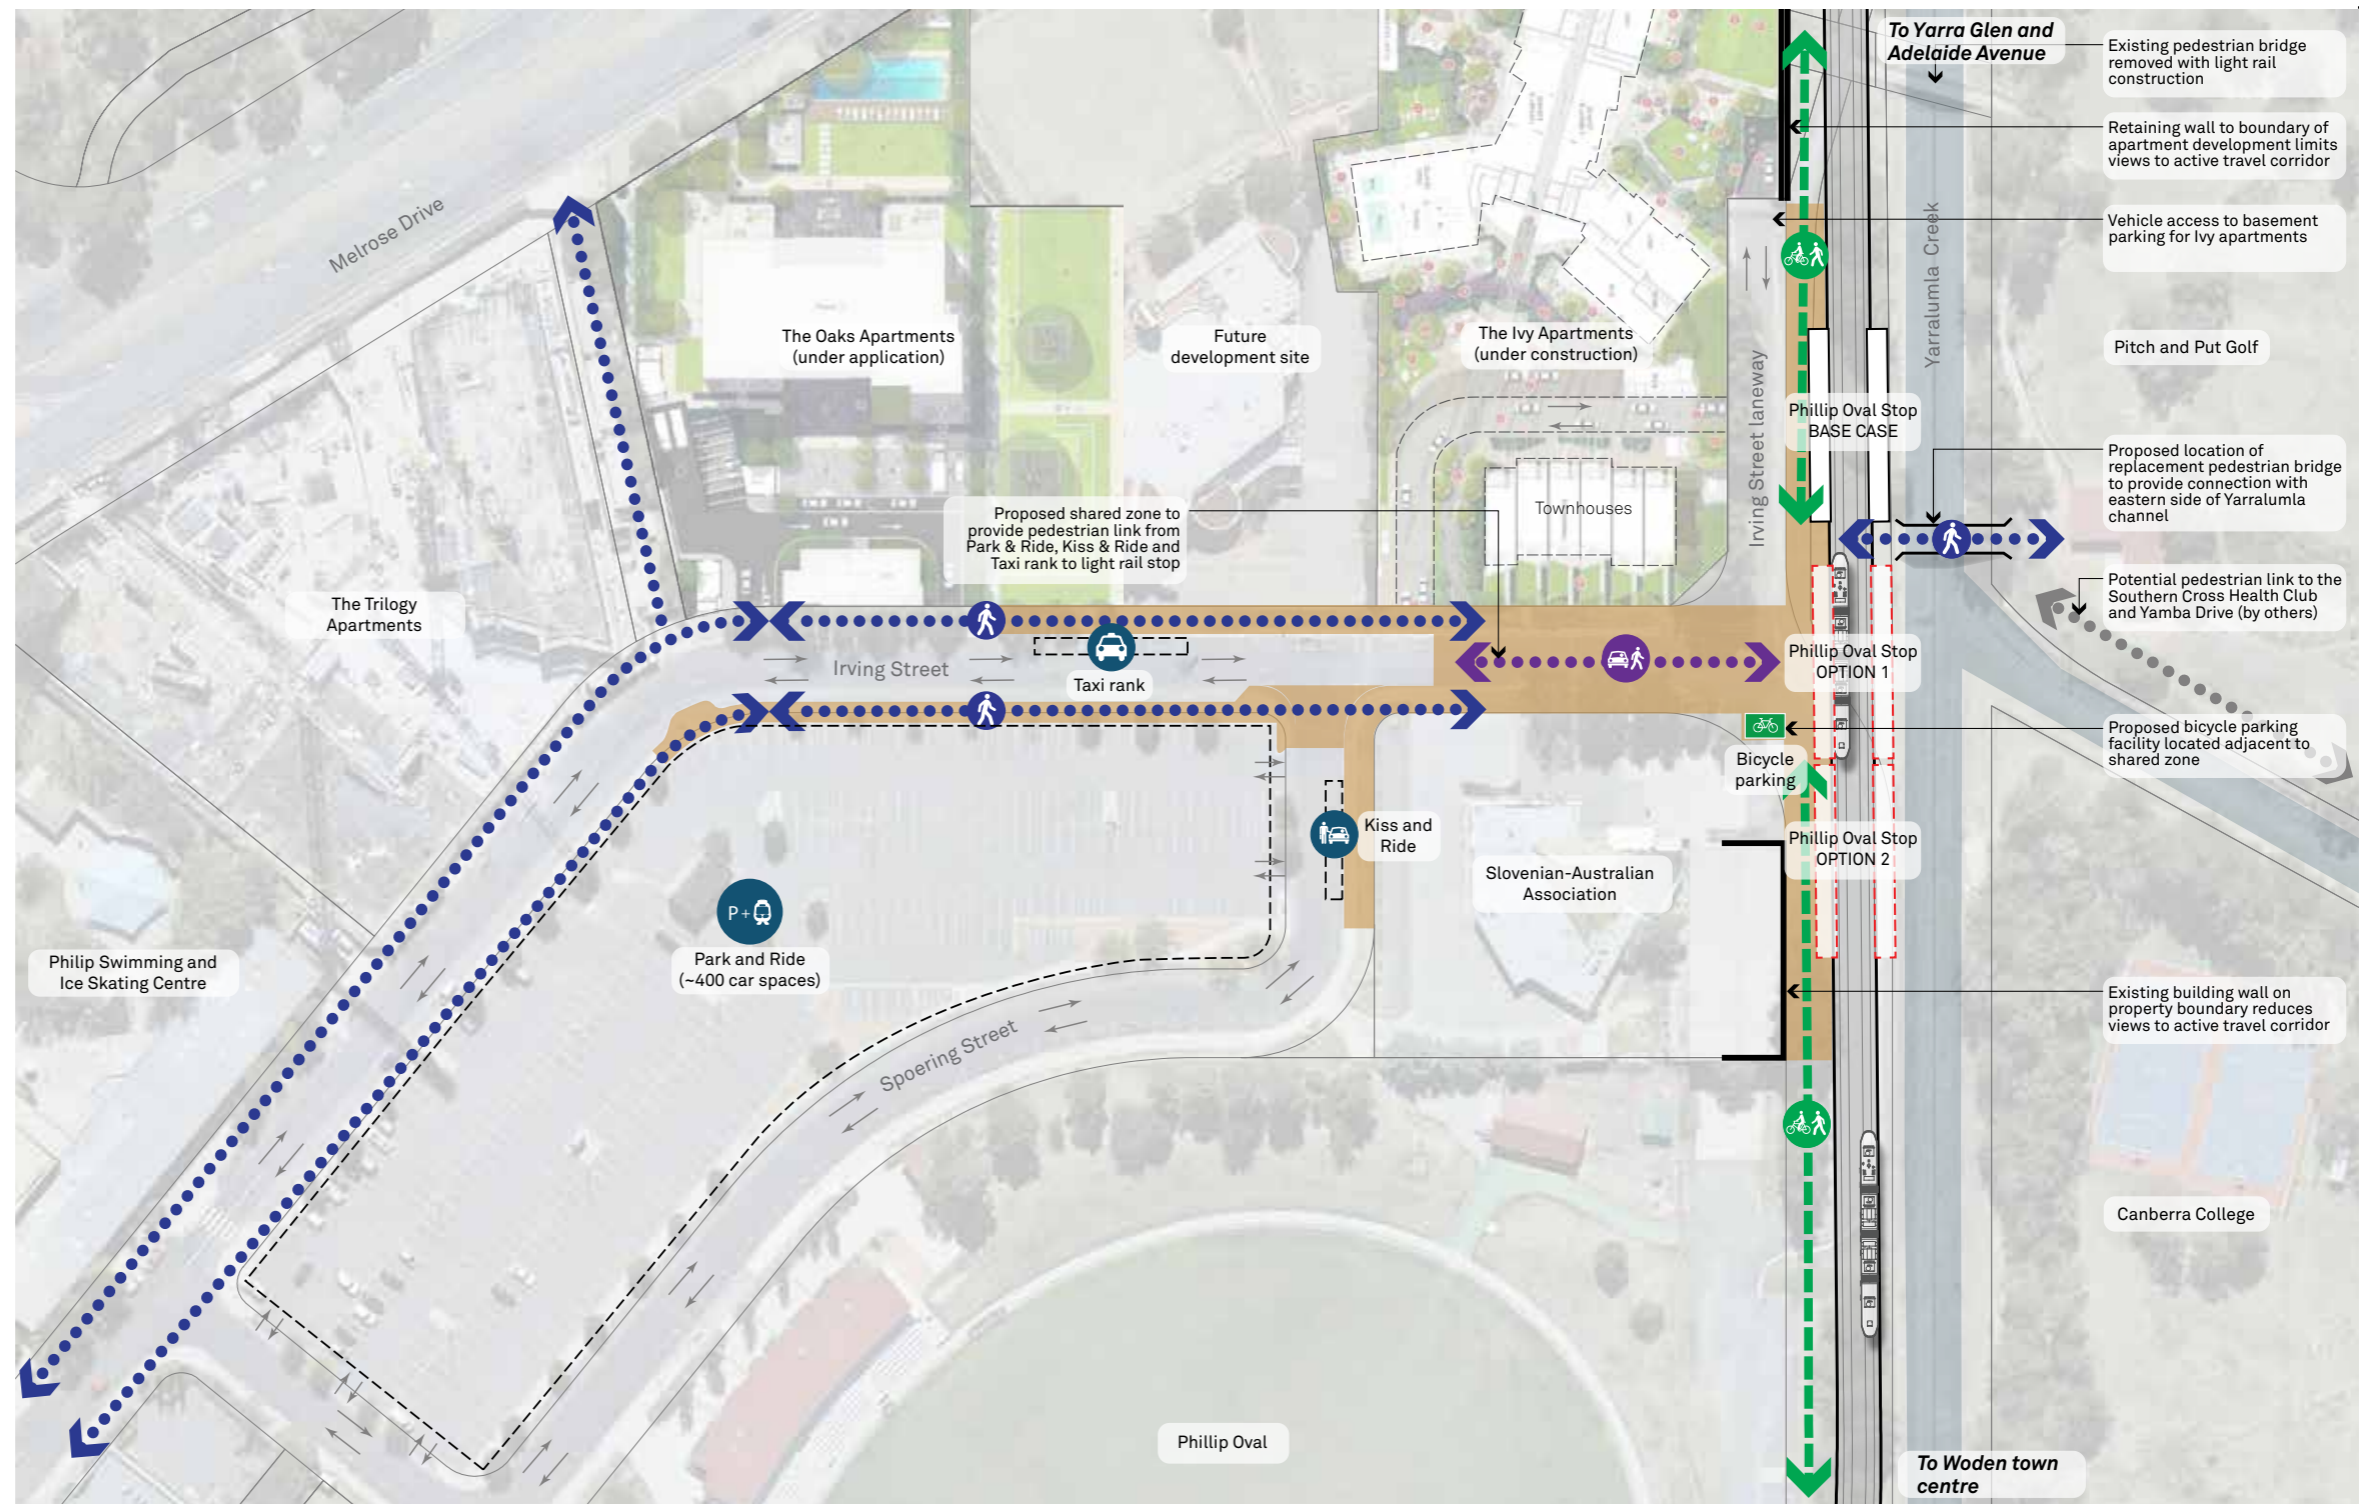 To Yarra Glen and
Adelaide Avenue
Existing pedestrian bridge
removed with light rail
construction
Retaining wall to boundary of
apartment development limits
views to active travel corridor
Melrose Drive
Vehicle access to basement
parking for Ivy apartments
Yarralumla Creek
The Oaks Apartments
(under application)
Future
development site
The Ivy Apartments
(under construction)
Irving Street laneway
Pitch and Put Golf
Phillip Oval Stop
BASE CASE
Proposed location of
replacement pedestrian bridge
to provide connection with
eastern side of Yarralumla
channel
Townhouses
Proposed shared zone to
provide pedestrian link from
Park & Ride, Kiss & Ride and
Taxi rank to light rail stop
Potential pedestrian link to the
Southern Cross Health Club
and Yamba Drive (by others)
The Trilogy
Apartments
Irving Street
Taxi rank
Phillip Oval Stop
OPTION 1
Proposed bicycle parking
facility located adjacent to
shared zone
Bicycle
parking
Kiss and
Ride
Phillip Oval Stop
OPTION 2
Slovenian-Australian
Association
P+
Park and Ride
(~400 car spaces)
Philip Swimming and
Ice Skating Centre
Existing building wall on
property boundary reduces
views to active travel corridor
Spoering Street
Canberra College
Phillip Oval
To Woden town
centre